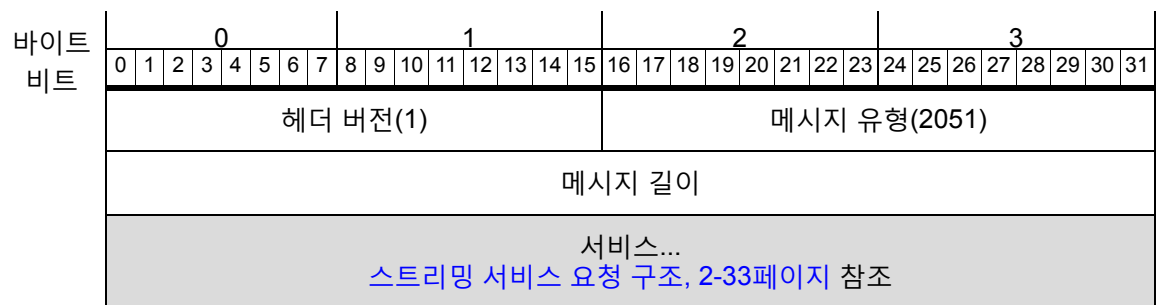 바이트 0 1 2 3
비트 0 1 2 3 4 5 6 7 8 9 10 11 12 13 14 15 16 17 18 19 20 21 22 23 24 25 26 27 28 29 30 31
헤더 버전(1) 메시지 유형(2051)
메시지 길이
서비스...
스트리밍 서비스 요청 구조, 2-33페이지 참조